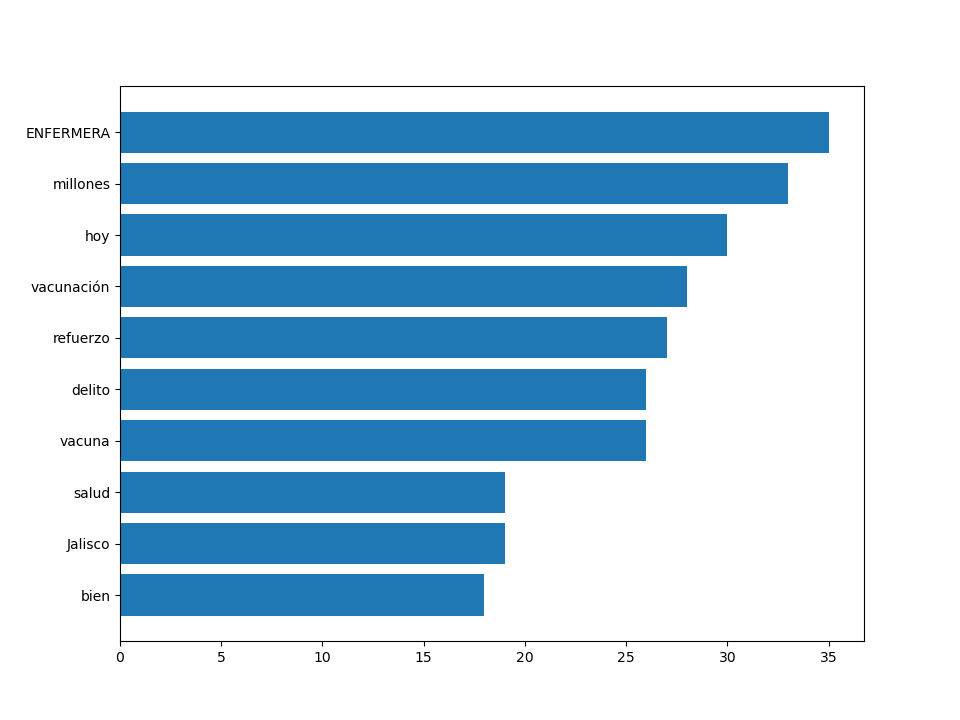 ENFERMERA
millones
hoy
vacunación
refuerzo
delito
vacuna
salud
Jalisco
bien
0 5 10 15 20 25 30 35